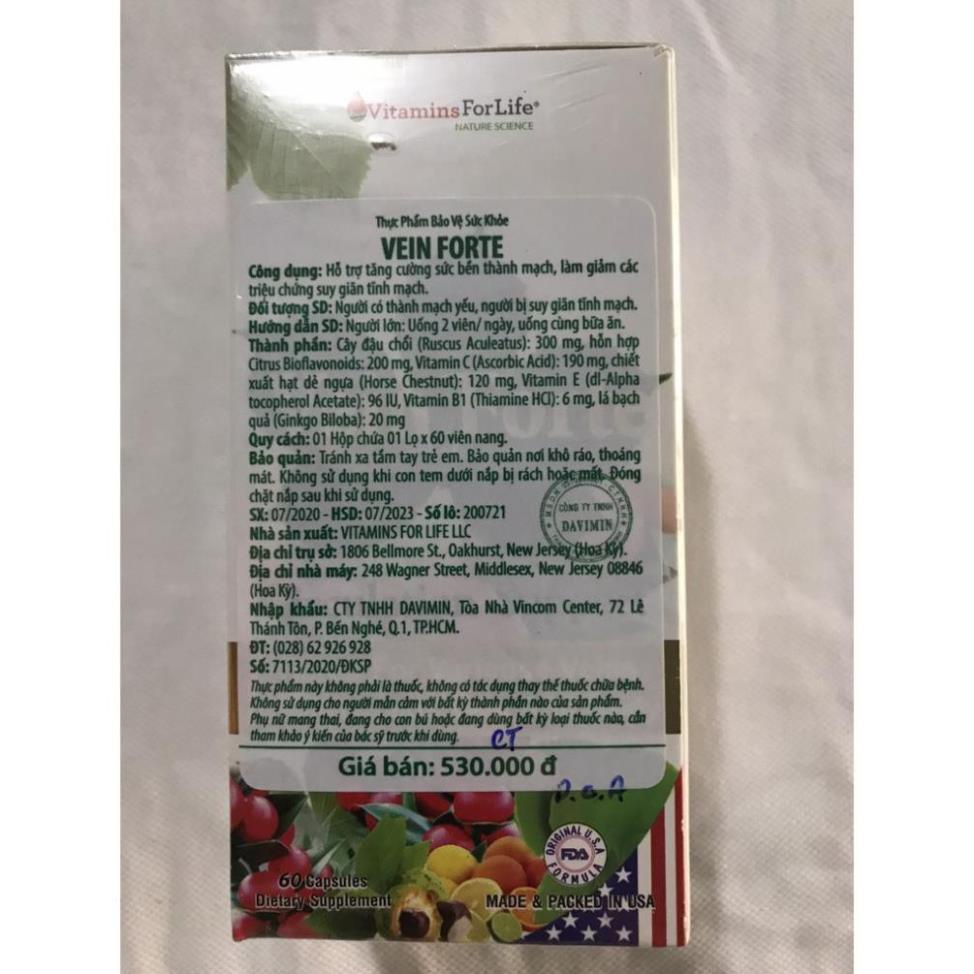 VitaminsForLife®
NATURE SCIENCE
Thực Phẩm Bảo Vệ Sức Khỏe
VEIN FORTE
Công dụng: Hỗ trợ tăng cường sức bền thành mạch, làm giảm các
triệu chứng suy giãn tĩnh mạch.
Đối tượng SD: Người có thành mạch yếu, người bị suy giãn tĩnh mạch.
Hướng dẫn SD: Người lớn: Uống 2 viên/ ngày, uống cùng bữa ăn.
Thành phần: Cây đậu chổi (Ruscus Aculeatus): 300 mg, hỗn hợp
Citrus Bioflavonoids: 200 mg, Vitamin C (Ascorbic Acid): 190 mg, chiết
xuất hạt dẻ ngựa (Horse Chestnut): 120 mg, Vitamin E (dl-Alpha
tocopherol Acetate): 96 IU, Vitamin B1 (Thiamine HCl): 6 mg, lá bạch
quả (Ginkgo Biloba): 20 mg
Quy cách: 01 Hộp chứa 01 Lọ x 60 viên nang.
Bảo quản: Tránh xa tầm tay trẻ em. Bảo quản nơi khô ráo, thoáng
mát. Không sử dụng khi con tem dưới nắp bị rách hoặc mất. Đóng
chặt nắp sau khi sử dụng.
SX: 07/2020 - HSD: 07/2023 - Số lô: 200721
CÔNG TY TNHH
DAVIMIN
Nhà sản xuất: VITAMINS FOR LIFE LLC
Địa chỉ trụ sở: 1806 Bellmore St., Oakhurst, New Jersey (Hoa Kỳ).
Địa chỉ nhà máy: 248 Wagner Street, Middlesex, New Jersey 08846
(Hoa Kỳ).
Nhập khẩu: CTY TNHH DAVIMIN, Tòa Nhà Vincom Center, 72 Lê
Thánh Tôn, P. Bến Nghé, Q.1, TP.HCM.
ĐT: (028) 62 926 928
Số: 7113/2020/ĐKSP
Thực phẩm này không phải là thuốc, không có tác dụng thay thế thuốc chữa bệnh.
Không sử dụng cho người mẫn cảm với bất kỳ thành phần nào của sản phẩm.
Phụ nữ mang thai, đang cho con bú hoặc đang dùng bất kỳ loại thuốc nào, cần
tham khảo ý kiến của bác sỹ trước khi dùng.
CT
Giá bán: 530.000 đ
ORIGINAL U.S.A
FDA
FORMULA
60 Capsules
Dietary Supplement
MADE & PACKED IN USA